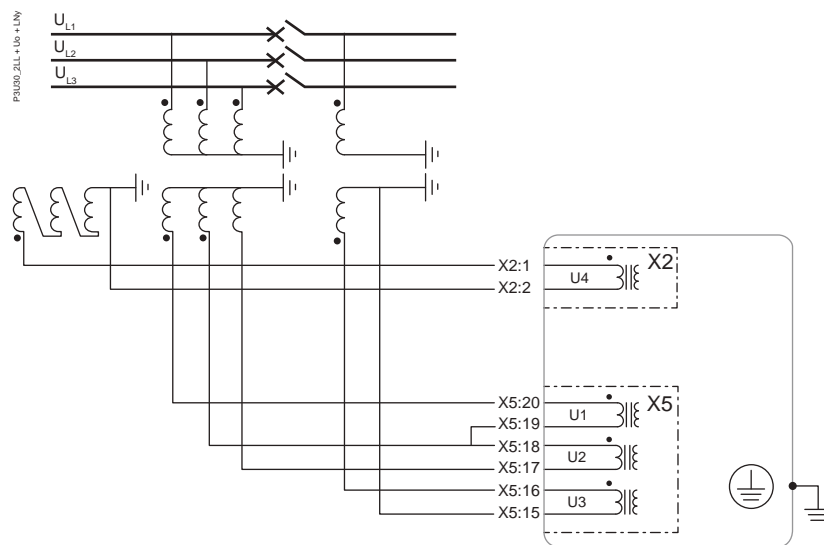 P3U30_2LL + Uo + LNy
UL1
UL2
UL3
X2:1
X2:2
U4
X2
X5:20
X5:19
X5:18
X5:17
X5:16
X5:15
U1
U2
U3
X5